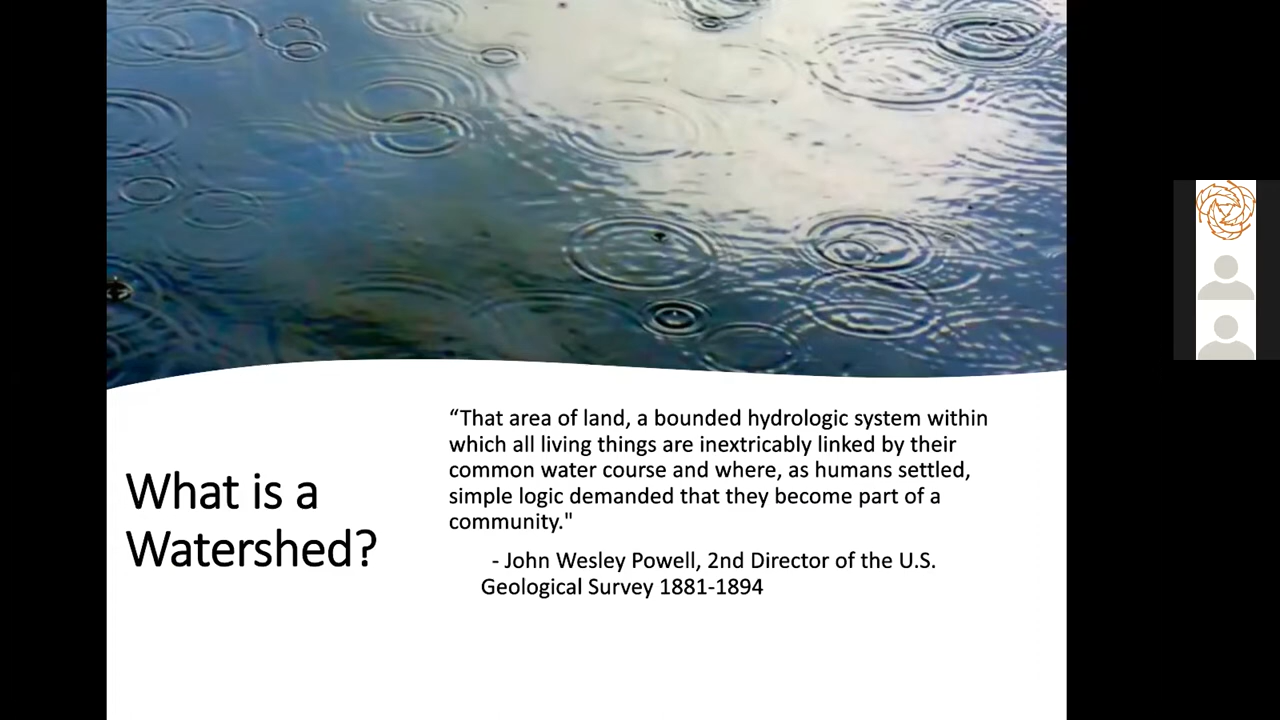 What is a
Watershed?
“That area of land, a bounded hydrologic system within
which all living things are inextricably linked by their
common water course and where, as humans settled,
simple logic demanded that they become part of a
community."
- John Wesley Powell, 2nd Director of the U.S.
Geological Survey 1881-1894